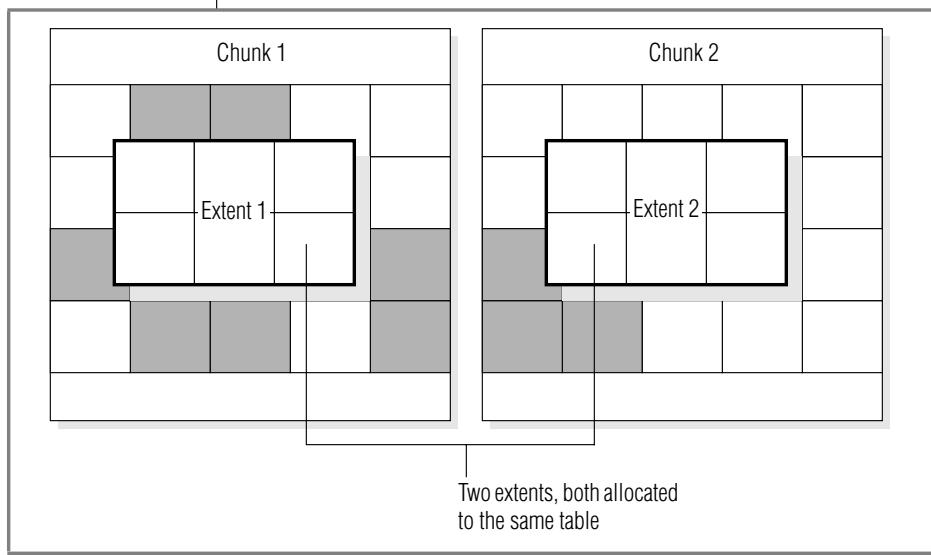 Chunk 1
Chunk 2
Extent 1
Extent 2
Two extents, both allocated
to the same table